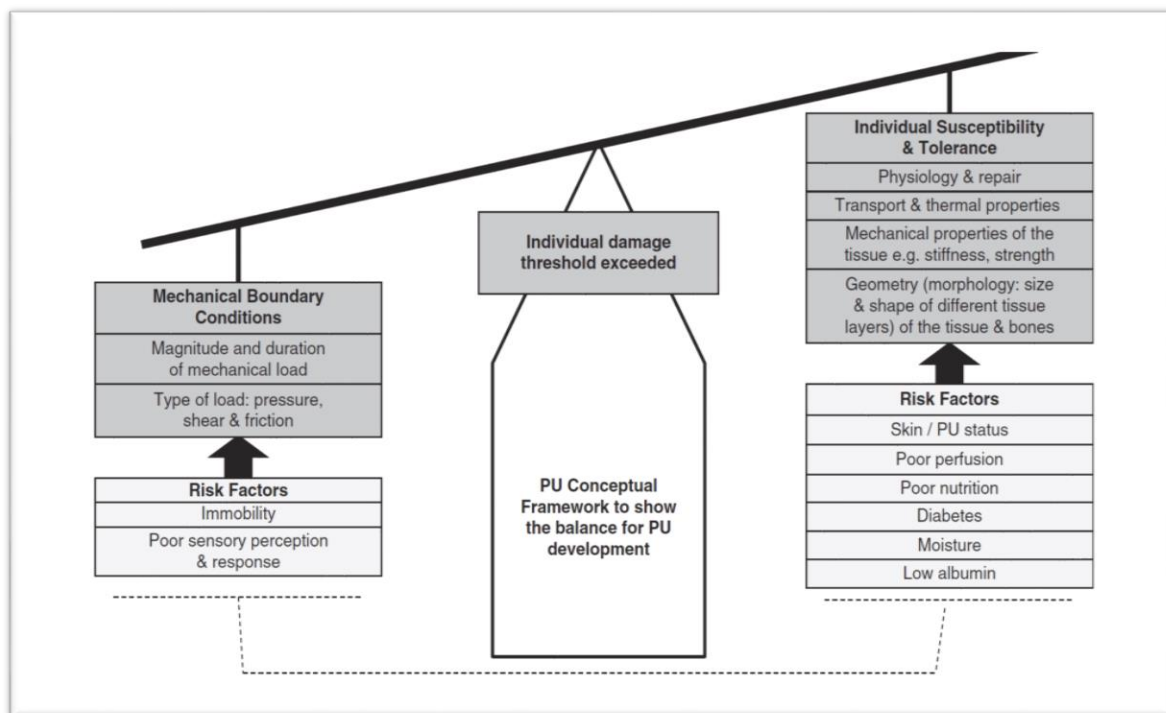 Mechanical Boundary
Conditions
Magnitude and duration
of mechanical load
Type of load: pressure,
shear & friction
Risk Factors
Immobility
Poor sensory perception
& response
Individual damage
threshold exceeded
PU Conceptual
Framework to show
the balance for PU
development
Individual Susceptibility
& Tolerance
Physiology & repair
Transport & thermal properties
Mechanical properties of the
tissue e.g. stiffness, strength
Geometry (morphology: size
& shape of different tissue
layers) of the tissue & bones
Risk Factors
Skin / PU status
Poor perfusion
Poor nutrition
Diabetes
Moisture
Low albumin